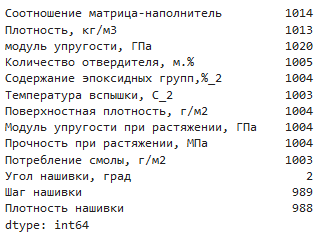 Соотношение матрица-наполнитель 1014
Плотность, кг/м3 1013
модуль упругости, ГПа 1020
Количество отвердителя, м.% 1005
Содержание эпоксидных групп,%_2 1004
Температура вспышки, С_2 1003
Поверхностная плотность, г/м2 1004
Модуль упругости при растяжении, ГПа 1004
Прочность при растяжении, МПа 1004
Потребление смолы, г/м2 1003
Угол нашивки, град 2
Шаг нашивки 989
Плотность нашивки 988
dtype: int64